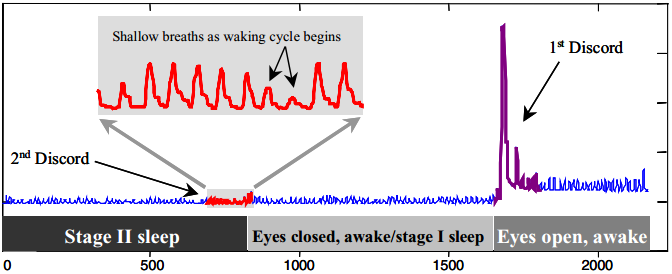 Shallow breaths as waking cycle begins
1st Discord
2nd Discord
Stage II sleep
Eyes closed, awake/stage I sleep
Eyes open, awake
0 500 1000 1500 2000